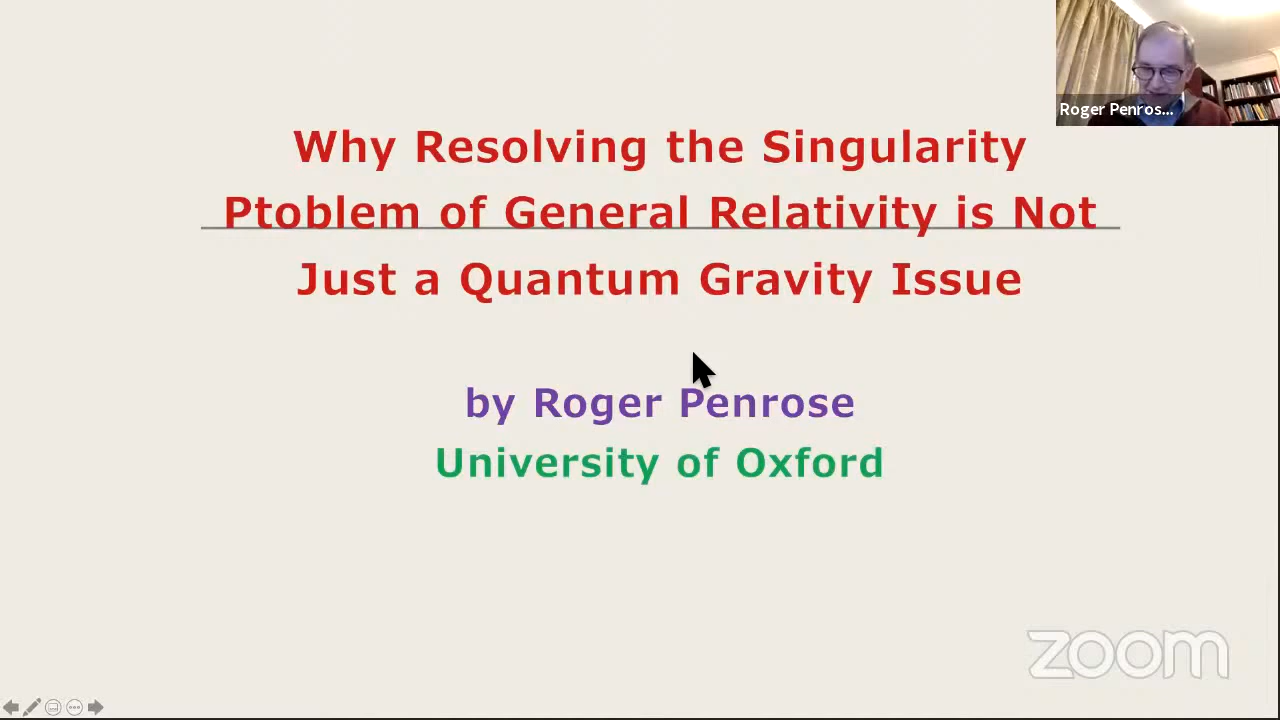 Roger Penros...
Why Resolving the Singularity
Ptoblem of General Relativity is Not
Just a Quantum Gravity Issue
by Roger Penrose
University of Oxford
zoom